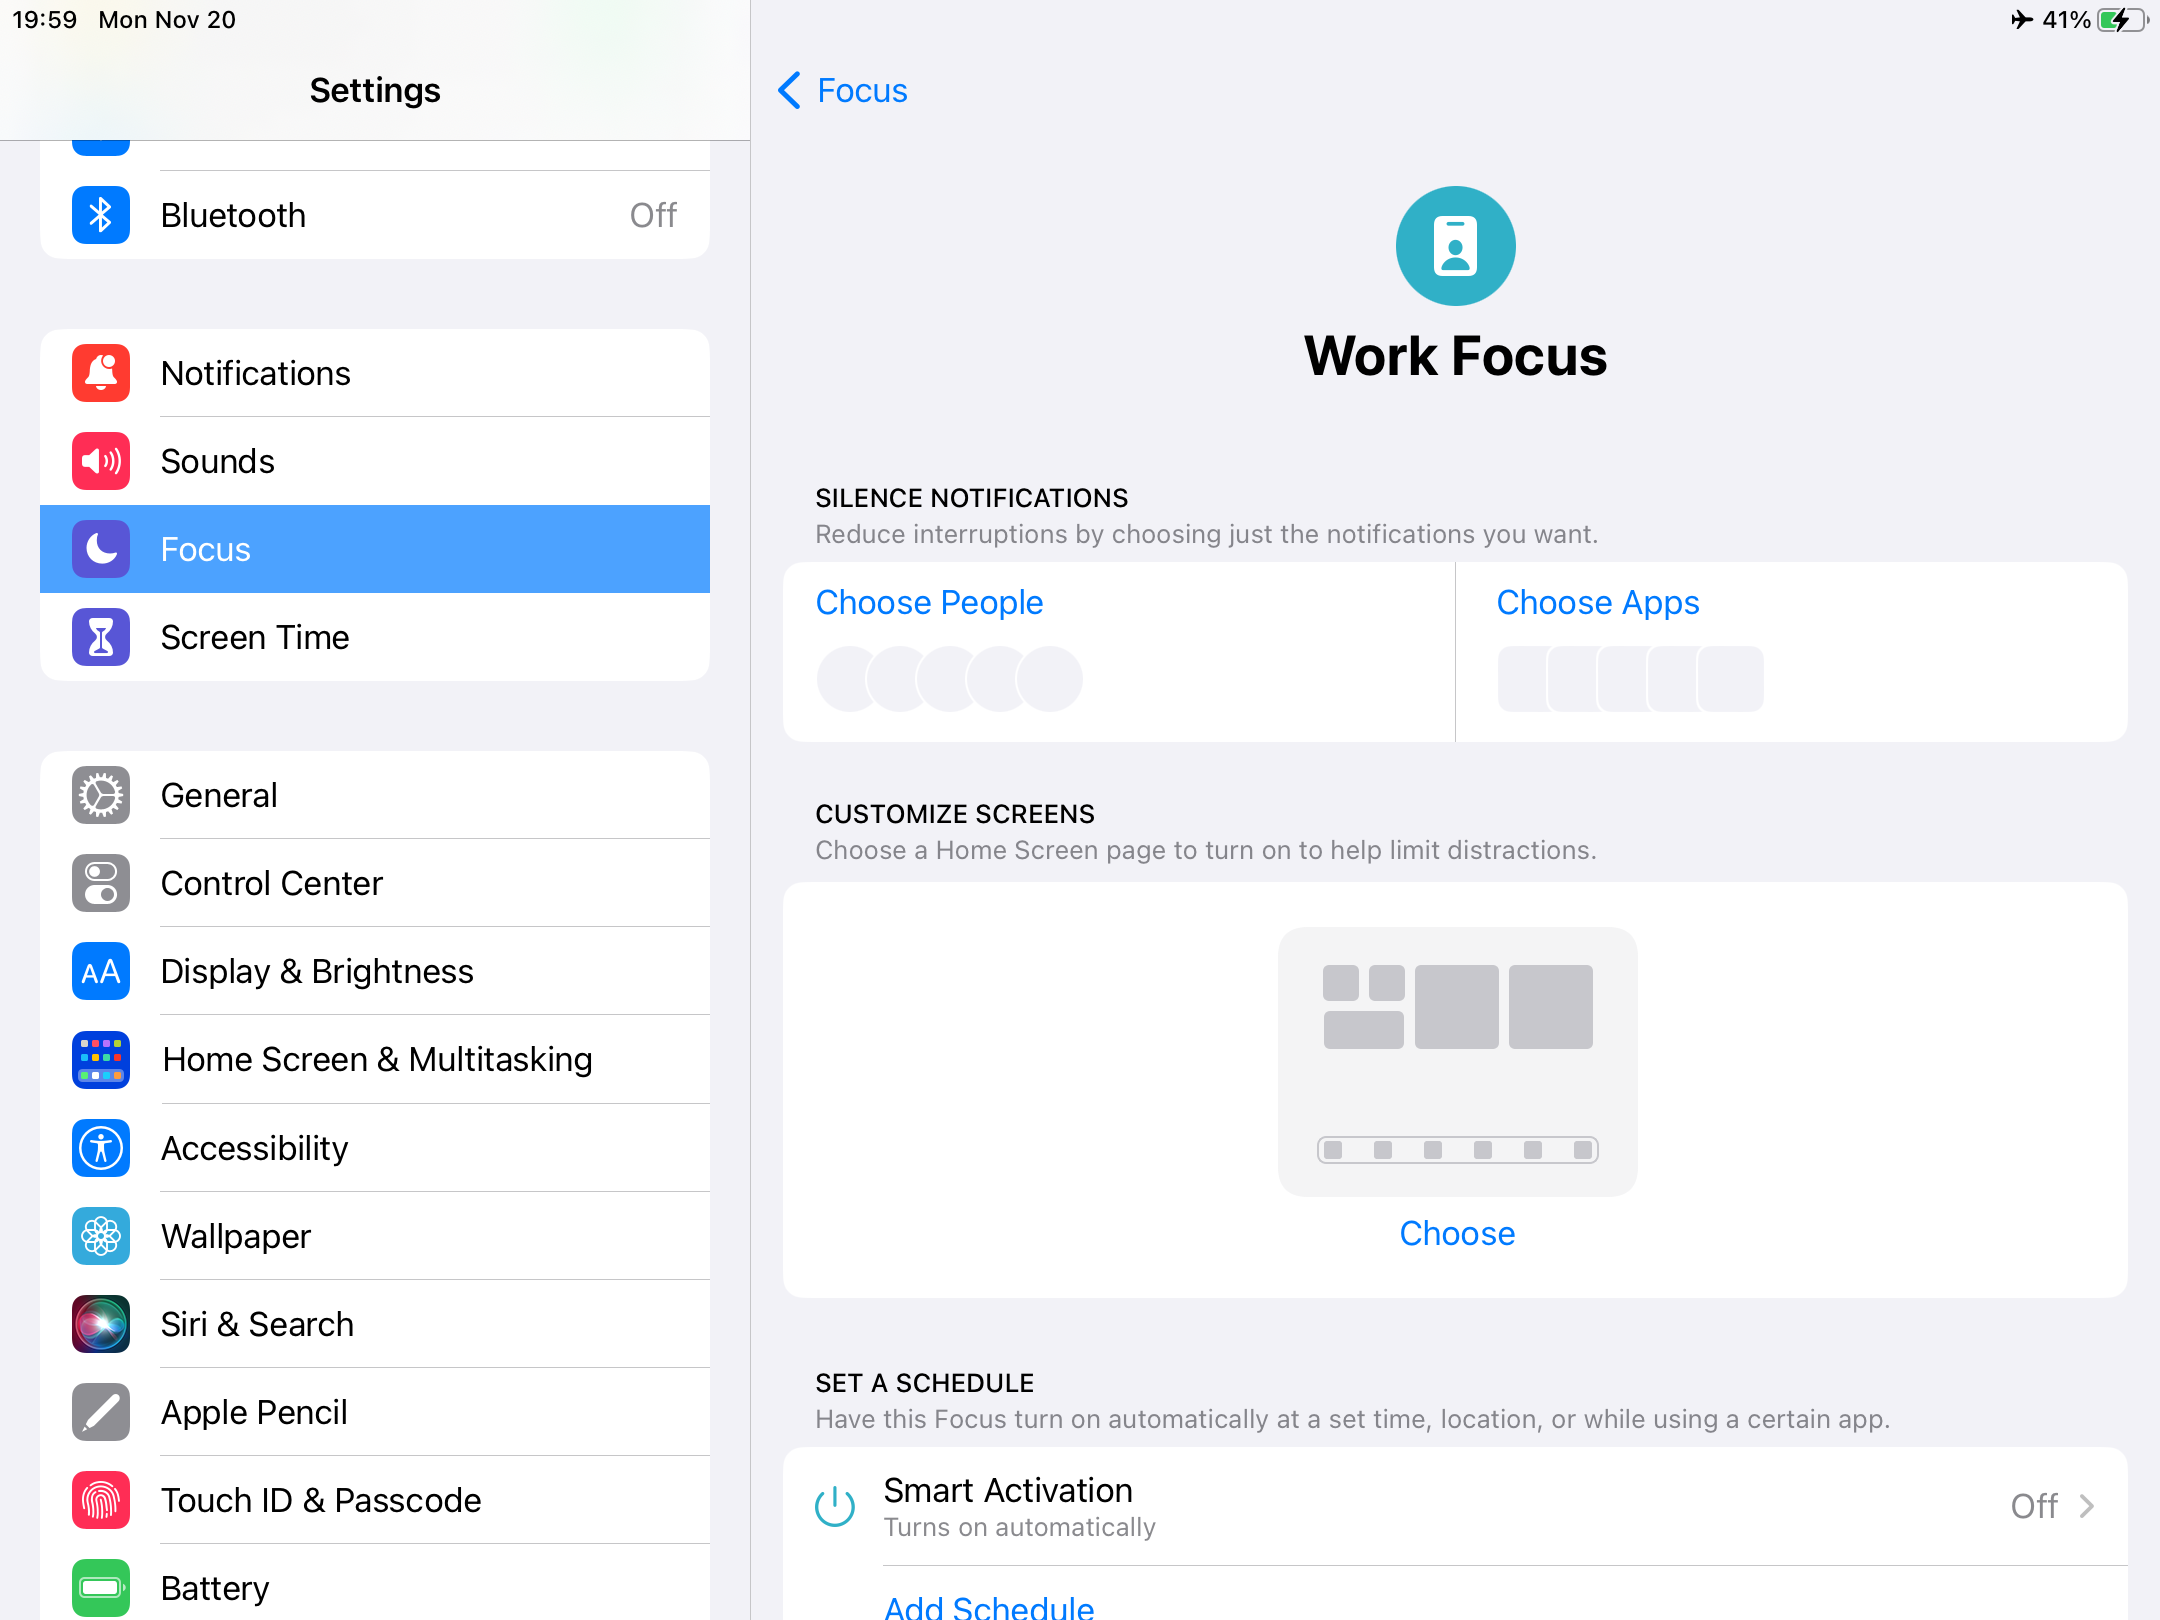 19:59 Mon Nov 20
41%
Settings
Bluetooth Off
Notifications
Sounds
Focus
Screen Time
General
Control Center
AA Display & Brightness
Home Screen & Multitasking
Accessibility
Wallpaper
Siri & Search
Apple Pencil
Touch ID & Passcode
Battery
Focus
Work Focus
SILENCE NOTIFICATIONS
Reduce interruptions by choosing just the notifications you want.
Choose People
Choose Apps
CUSTOMIZE SCREENS
Choose a Home Screen page to turn on to help limit distractions.
Choose
SET A SCHEDULE
Have this Focus turn on automatically at a set time, location, or while using a certain app.
Smart Activation
Turns on automatically
Off
Add Schedule